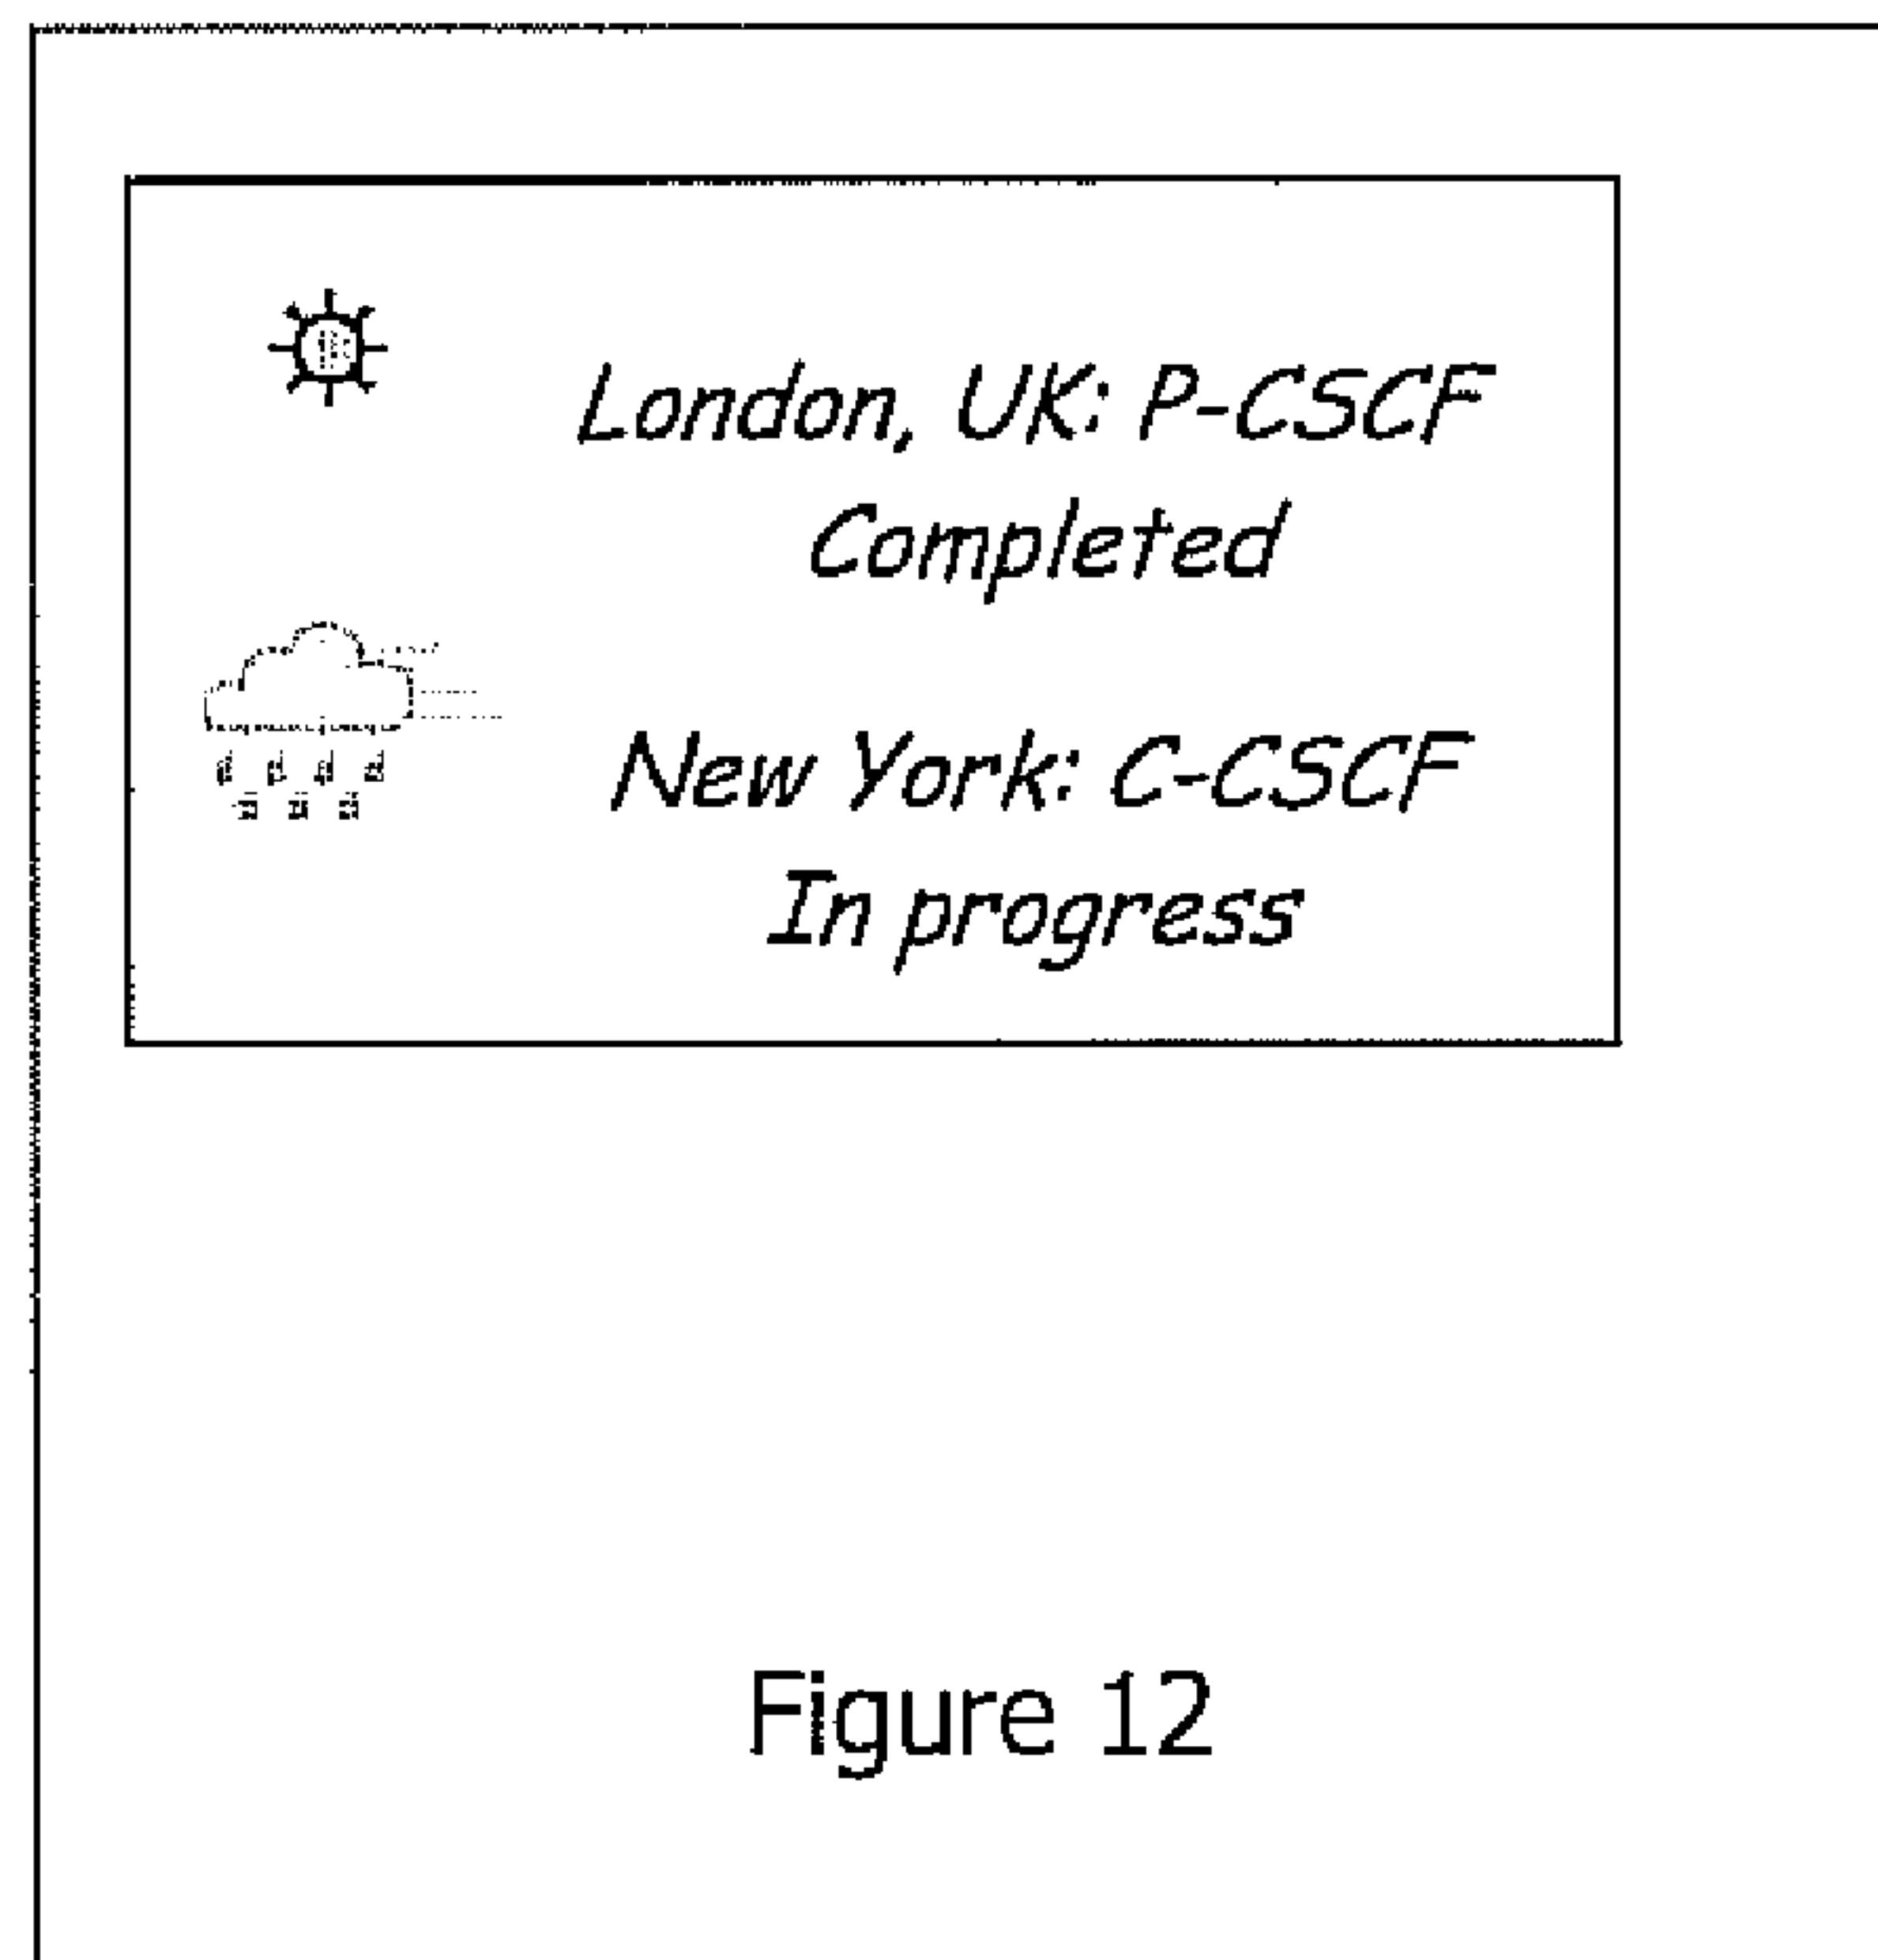 London, UK: P-CSCF
Completed
New York: C-CSCF
In progress
Figure 12